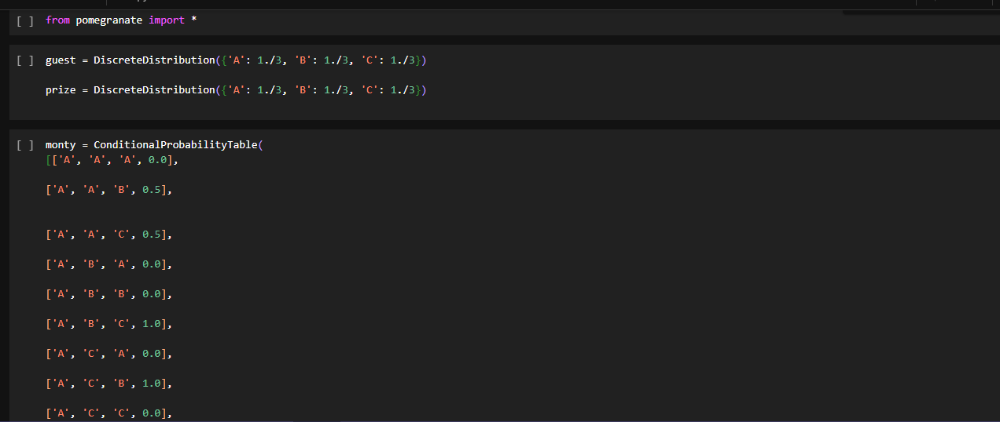 [ ] from pomegranate import *
[ ] guest = DiscreteDistribution({'A': 1./3, 'B': 1./3, 'C': 1./3})
prize = DiscreteDistribution({'A': 1./3, 'B': 1./3, 'C': 1./3})
[ ] monty = ConditionalProbabilityTable(
[['A', 'A', 'A', 0.0],
['A', 'A', 'B', 0.5],
['A', 'A', 'C', 0.5],
['A', 'B', 'A', 0.0],
['A', 'B', 'B', 0.0],
['A', 'B', 'C', 1.0],
['A', 'C', 'A', 0.0],
['A', 'C', 'B', 1.0],
['A', 'C', 'C', 0.0],